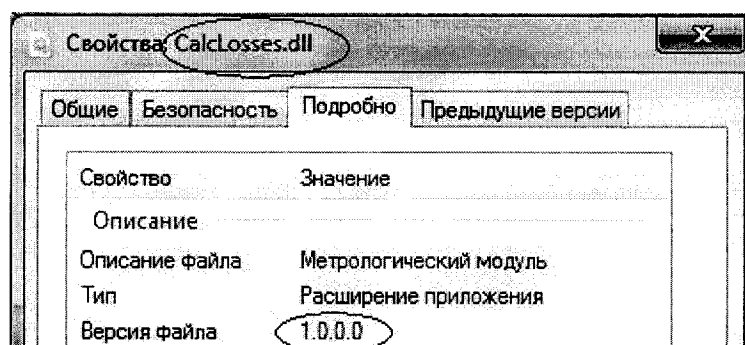 Свойства: CalcLosses.dll
Общие Безопасность Подробно Предыдущие версии
Свойство Значение
Описание
Описание файла Метрологический модуль
Тип Расширение приложения
Версия файла 1.0.0.0